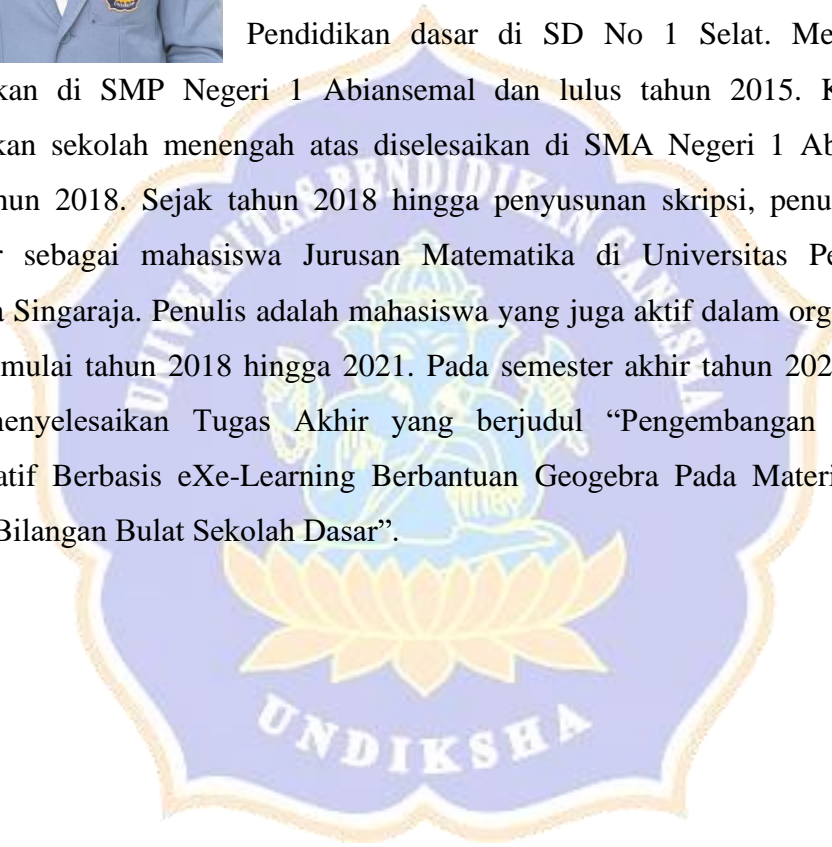 Pendidikan dasar di SD No 1 Selat. Me
kan di SMP Negeri 1 Abiansemal dan lulus tahun 2015. K
kan sekolah menengah atas diselesaikan di SMA Negeri 1 Ab
hun 2018. Sejak tahun 2018 hingga penyusunan skripsi, penu
r sebagai mahasiswa Jurusan Matematika di Universitas Pe
a Singaraja. Penulis adalah mahasiswa yang juga aktif dalam org
mulai tahun 2018 hingga 2021. Pada semester akhir tahun 202
menyelesaikan Tugas Akhir yang berjudul “Pengembangan
atif Berbasis eXe-Learning Berbantuan Geogebra Pada Materi
Bilangan Bulat Sekolah Dasar”.
UNIVERSITAS PENDIDIKAN GANESHA
UNDIKSHA